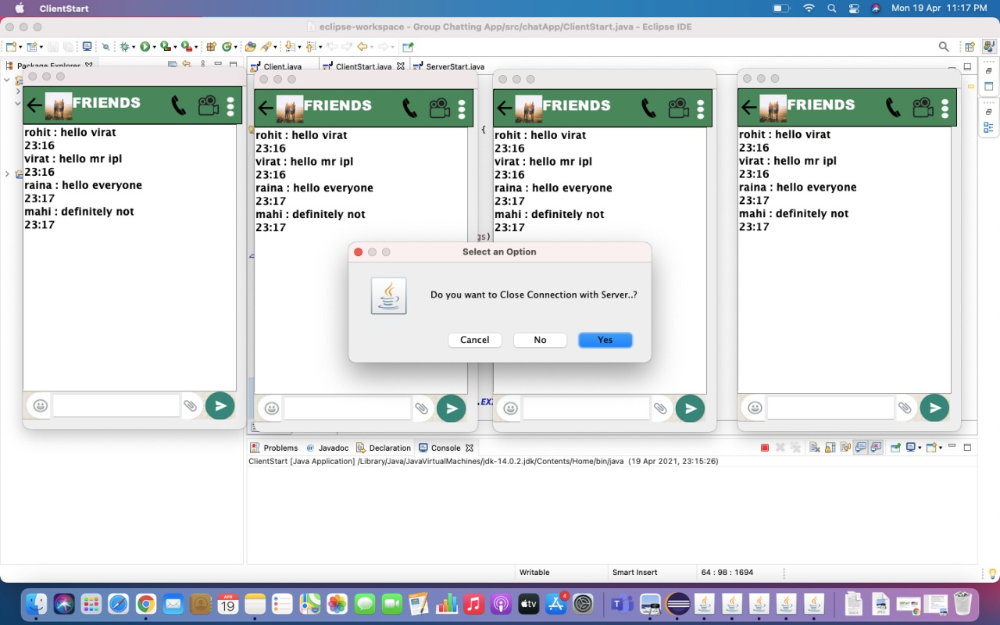 ClientStart
Mon 19 Apr 11:17 PM
eclipse-workspace - Group Chatting App/src/chatApp/ClientStart.java - Eclipse IDE
Package Explorer
Client.java
ClientStart.java
ServerStart.java
FRIENDS
rohit : hello virat
23:16
virat : hello mr ipl
23:16
raina : hello everyone
23:17
mahi : definitely not
23:17
FRIENDS
rohit : hello virat
23:16
virat : hello mr ipl
23:16
raina : hello everyone
23:17
mahi : definitely not
23:17
{
gs)
FRIENDS
rohit : hello virat
23:16
virat : hello mr ipl
23:16
raina : hello everyone
23:17
mahi : definitely not
23:17
FRIENDS
rohit : hello virat
23:16
virat : hello mr ipl
23:16
raina : hello everyone
23:17
mahi : definitely not
23:17
Select an Option
Do you want to Close Connection with Server..?
Cancel
No
Yes
Problems
Javadoc
Declaration
Console
ClientStart [Java Application] /Library/Java/JavaVirtualMachines/jdk-14.0.2.jdk/Contents/Home/bin/java (19 Apr 2021, 23:15:26)
Writable
Smart Insert
64 : 98 : 1694
APR
19
tv
4